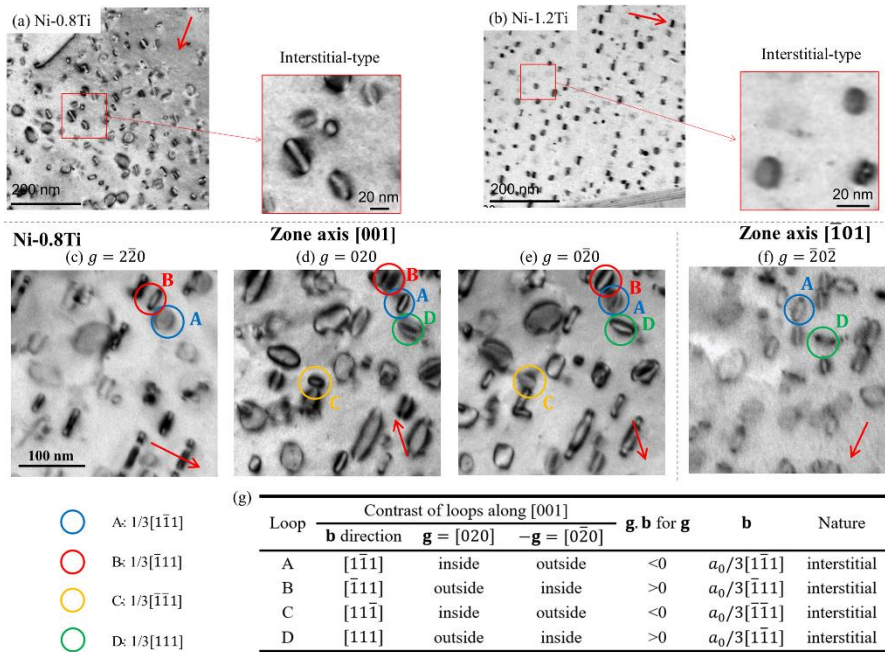 (a) Ni-0.8Ti
Interstitial-type
200 nm
20 nm
(b) Ni-1.2Ti
Interstitial-type
200 nm
20 nm
Ni-0.8Ti
Zone axis [001]
Zone axis [1̄01]
(c) g = 22̄0
(d) g = 020
(e) g = 02̄0
(f) g = 2̄02̄
B
A
100 nm
B
A
D
C
B
A
D
C
A
D
A: 1/3[11̄1]
B: 1/3[1̄11]
C: 1/3[1̄1̄1]
D: 1/3[111]
(g)
Loop Contrast of loops along [001] g.b for g b Nature
b direction g = [020] −g = [02̄0]
A [11̄1] inside outside <0 a₀/3[11̄1] interstitial
B [1̄11] outside inside >0 a₀/3[1̄11] interstitial
C [111̄] inside outside <0 a₀/3[1̄1̄1] interstitial
D [111] outside inside >0 a₀/3[11̄1] interstitial